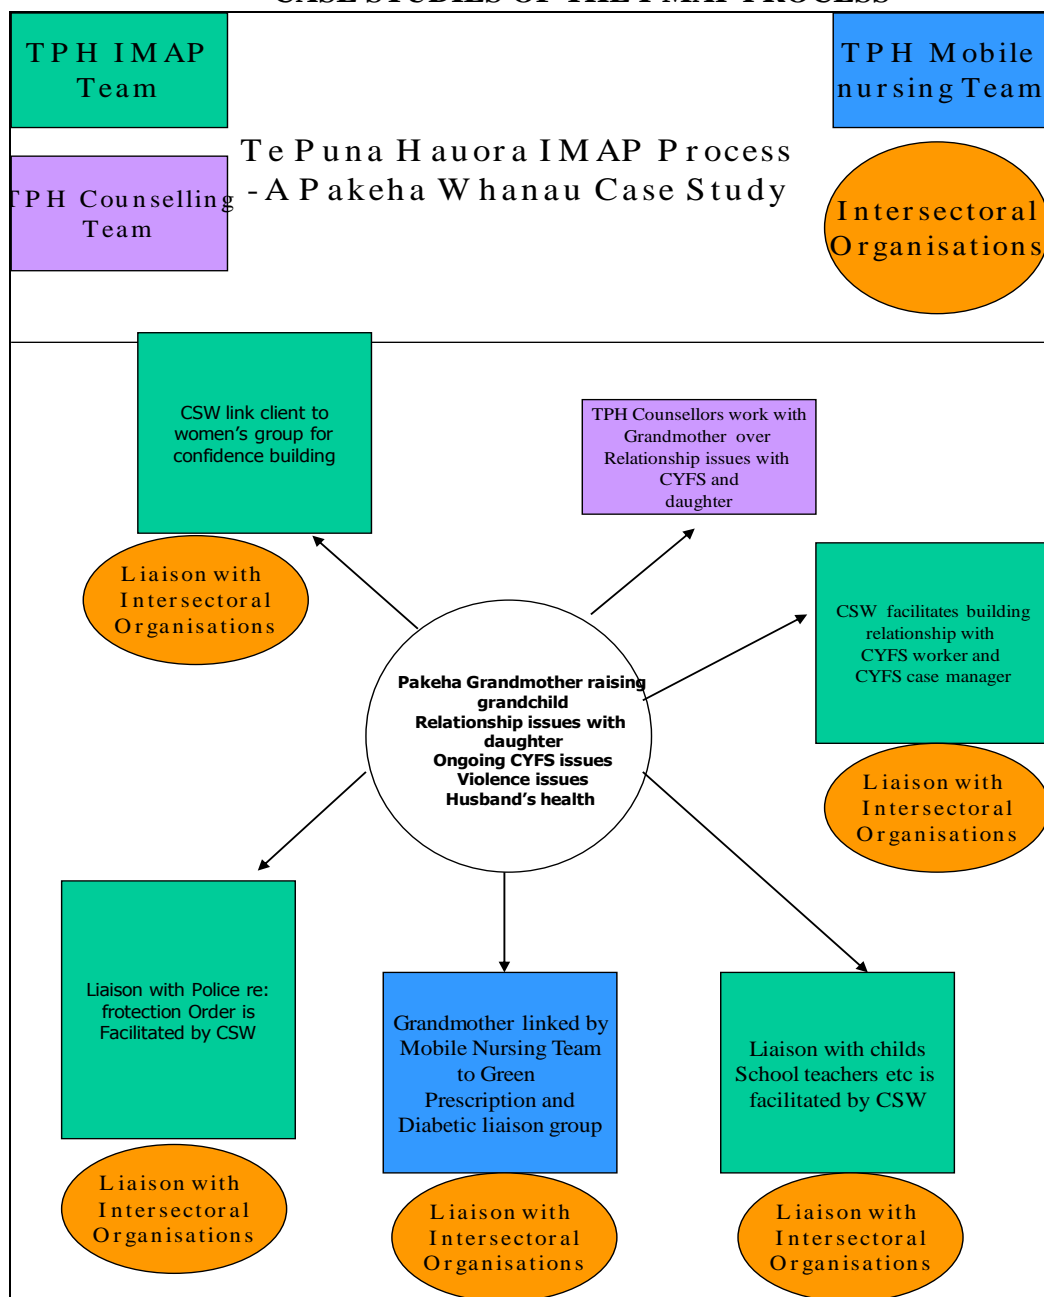 CASE STUDIES OF THE I-MAP PROCESS
TPH IMAP
Team
TPH Mobile
nursing Team
Te Puna Hauora IMAP Process
-A Pakeha Whanau Case Study
TPH Counselling
Team
Intersectoral
Organisations
CSW link client to
women's group for
confidence building
TPH Counsellors work with
Grandmother over
Relationship issues with
CYFS and
daughter
Liaison with
Intersectoral
Organisations
CSW facilitates building
relationship with
CYFS worker and
CYFS case manager
Pakeha Grandmother raising
grandchild
Relationship issues with
daughter
Ongoing CYFS issues
Violence issues
Husband's health
Liaison with
Intersectoral
Organisations
Liaison with Police re:
frotection Order is
Facilitated by CSW
Grandmother linked by
Mobile Nursing Team
to Green
Prescription and
Diabetic liaison group
Liaison with childs
School teachers etc is
facilitated by CSW
Liaison with
Intersectoral
Organisations
Liaison with
Intersectoral
Organisations
Liaison with
Intersectoral
Organisations